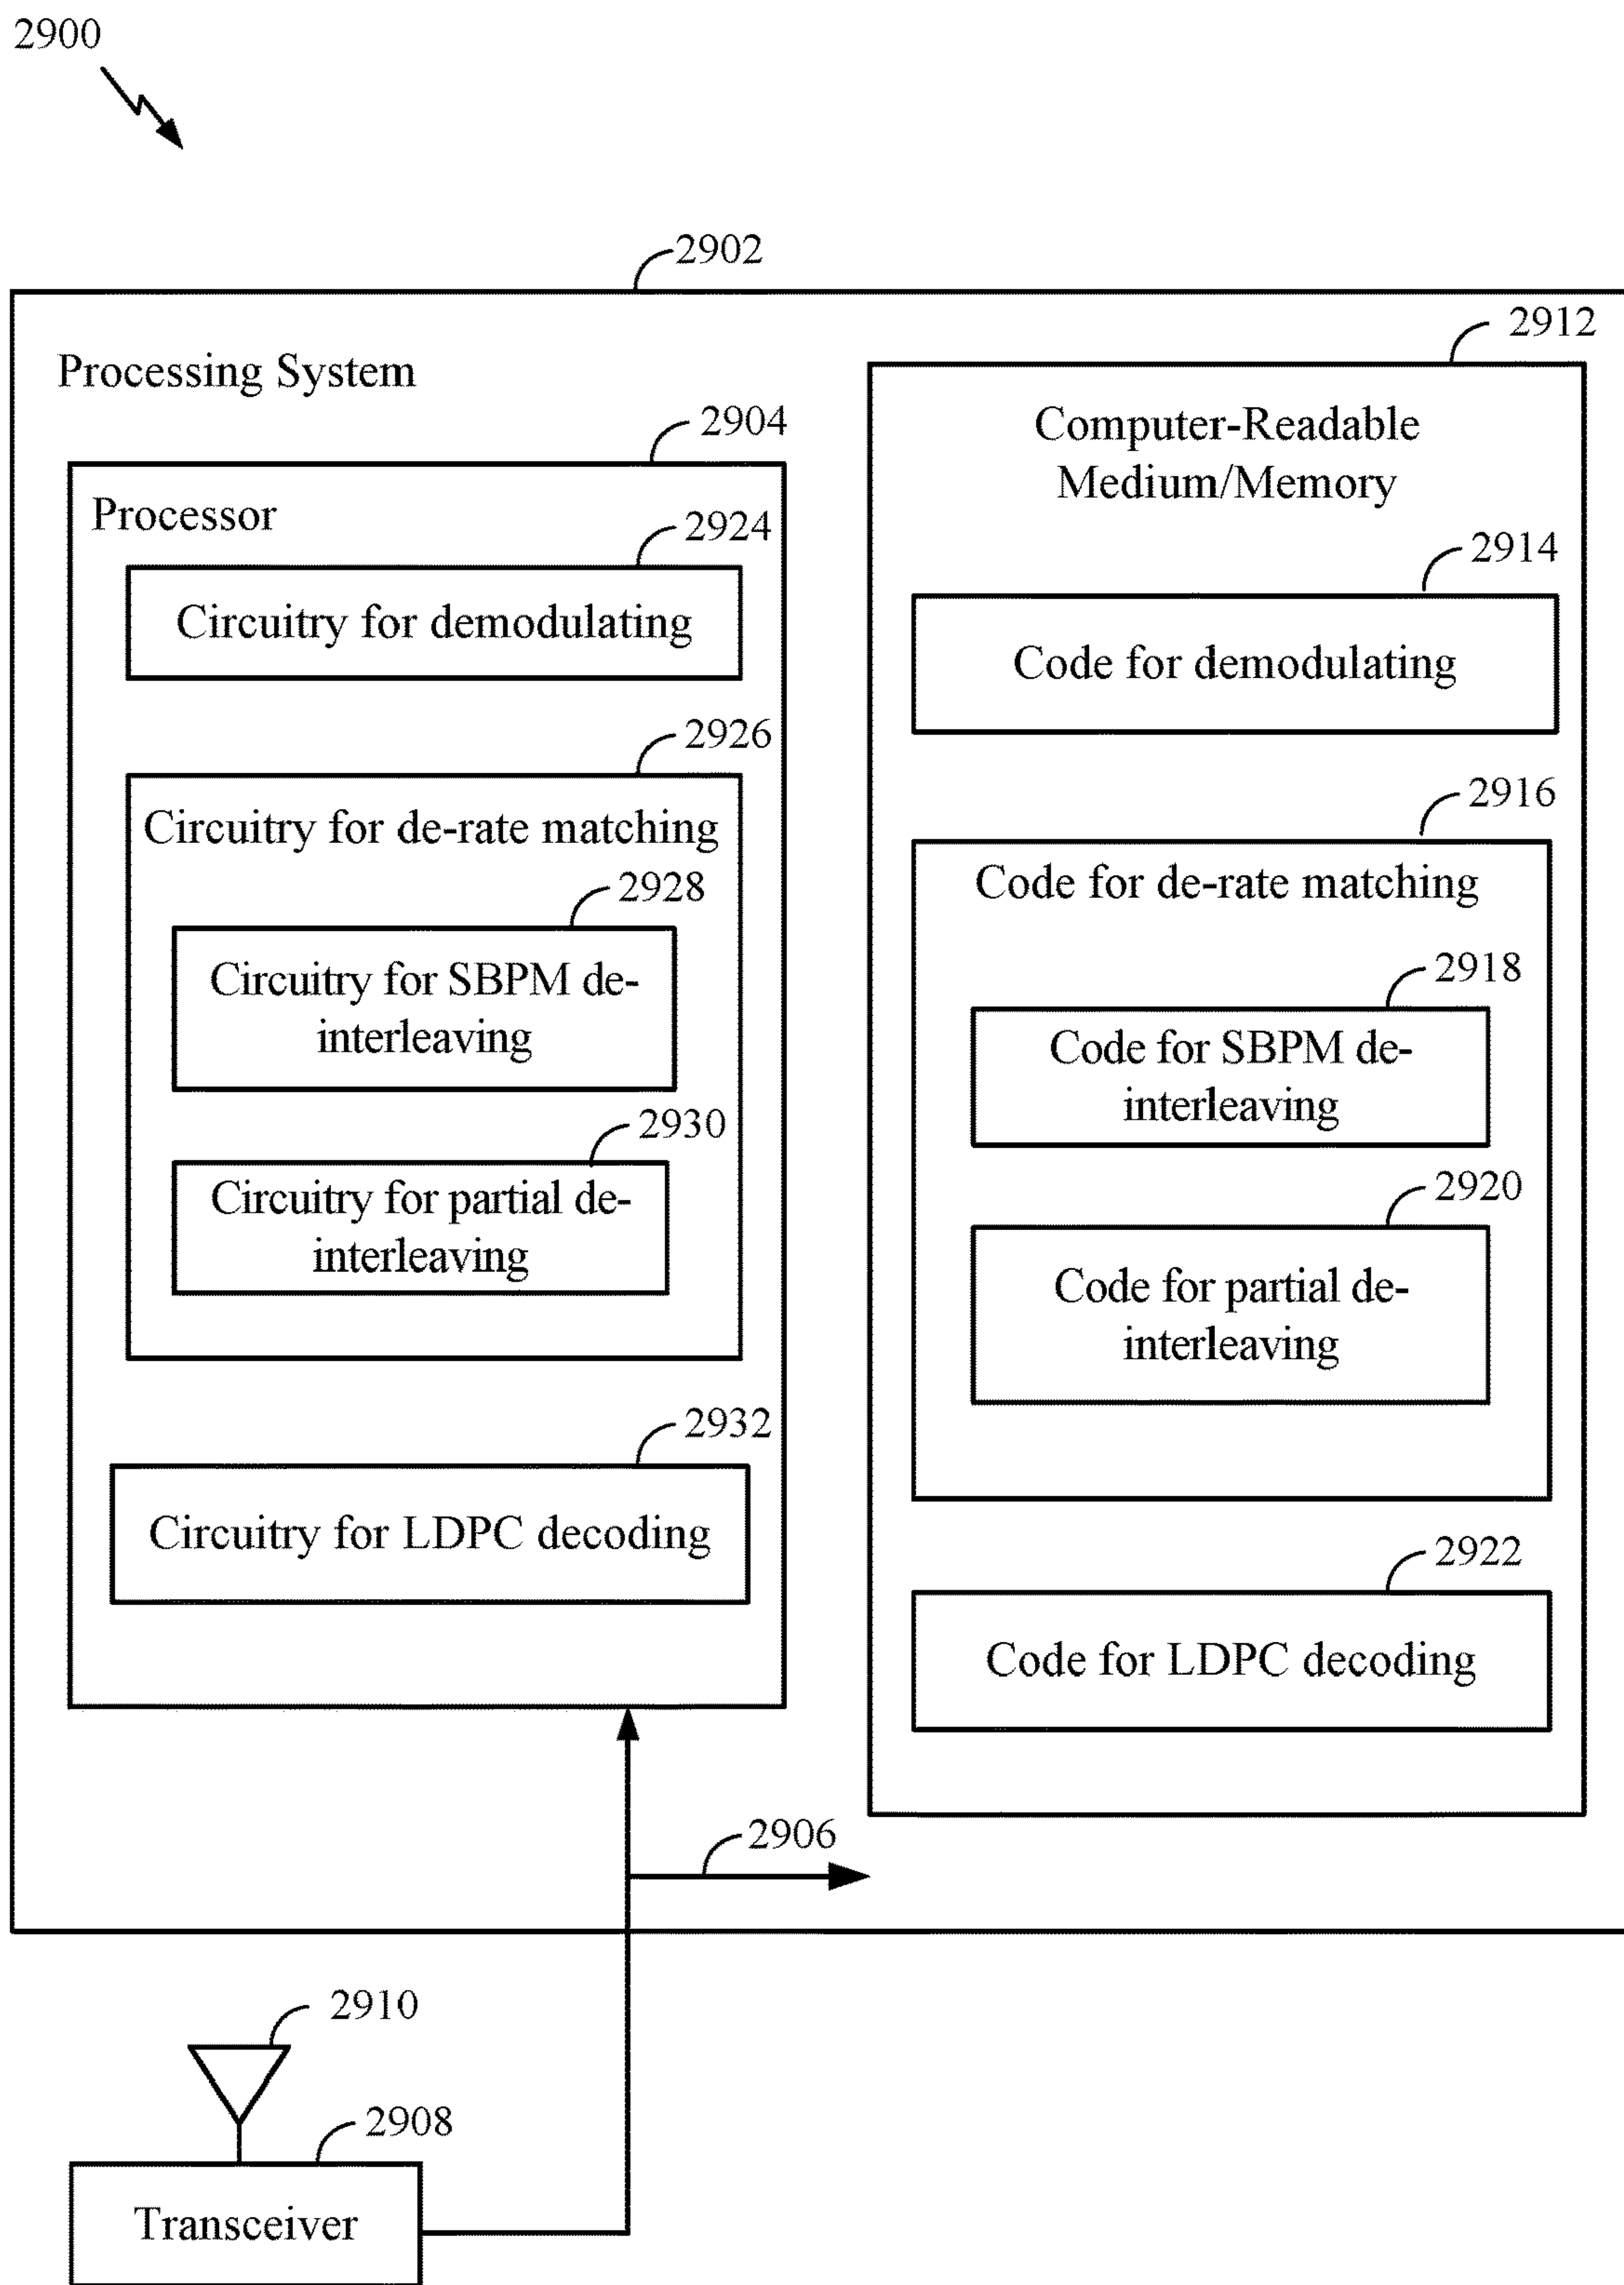 2900
2902
Processing System
2904
Processor
2924
Circuitry for demodulating
2926
Circuitry for de-rate matching
2928
Circuitry for SBPM de-
interleaving
2930
Circuitry for partial de-
interleaving
2932
Circuitry for LDPC decoding
2912
Computer-Readable
Medium/Memory
2914
Code for demodulating
2916
Code for de-rate matching
2918
Code for SBPM de-
interleaving
2920
Code for partial de-
interleaving
2922
Code for LDPC decoding
2906
2910
2908
Transceiver